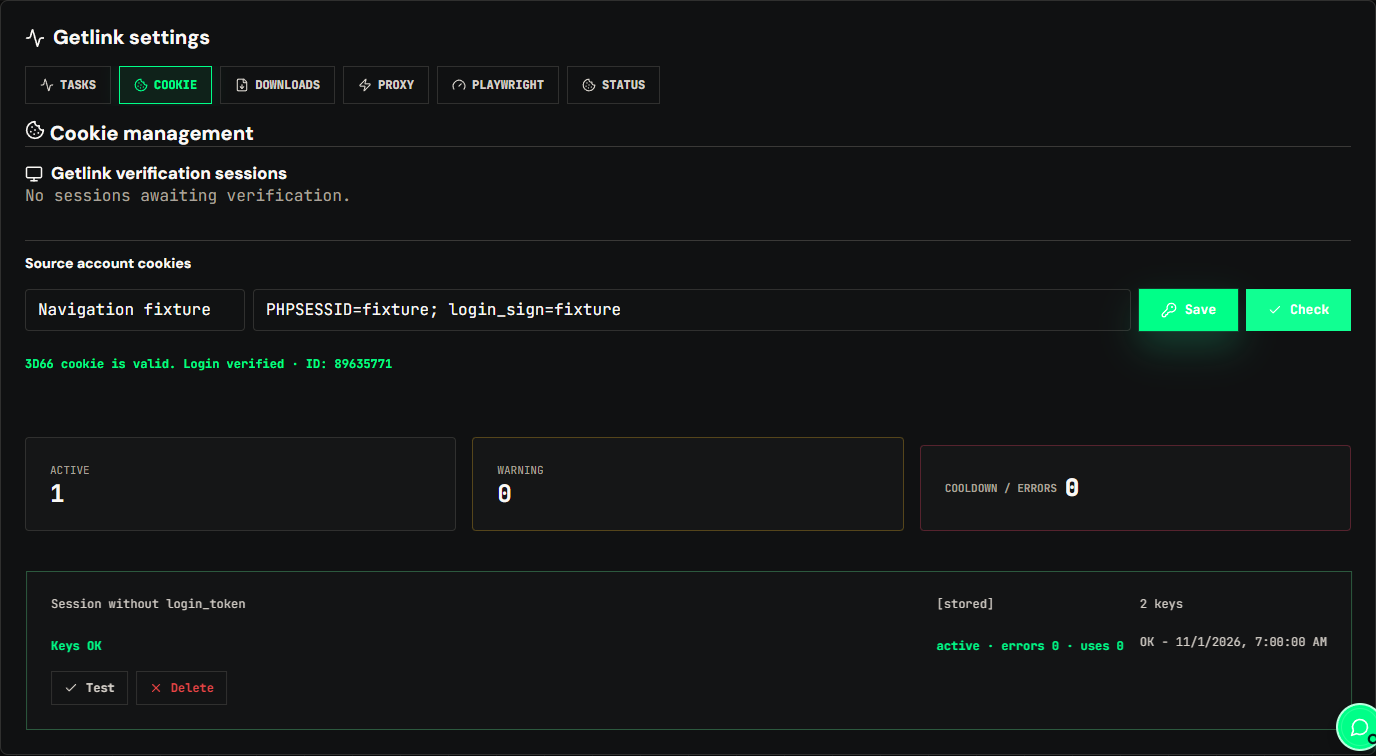 Getlink settings
TASKS COOKIE DOWNLOADS PROXY PLAYWRIGHT STATUS
Cookie management
Getlink verification sessions
No sessions awaiting verification.
Source account cookies
Navigation fixture PHPSESSID=fixture; login_sign=fixture Save Check
3D66 cookie is valid. Login verified · ID: 89635771
ACTIVE
1
WARNING
0
COOLDOWN / ERRORS 0
Session without login_token [stored] 2 keys
Keys OK active · errors 0 · uses 0 OK - 11/1/2026, 7:00:00 AM
Test Delete